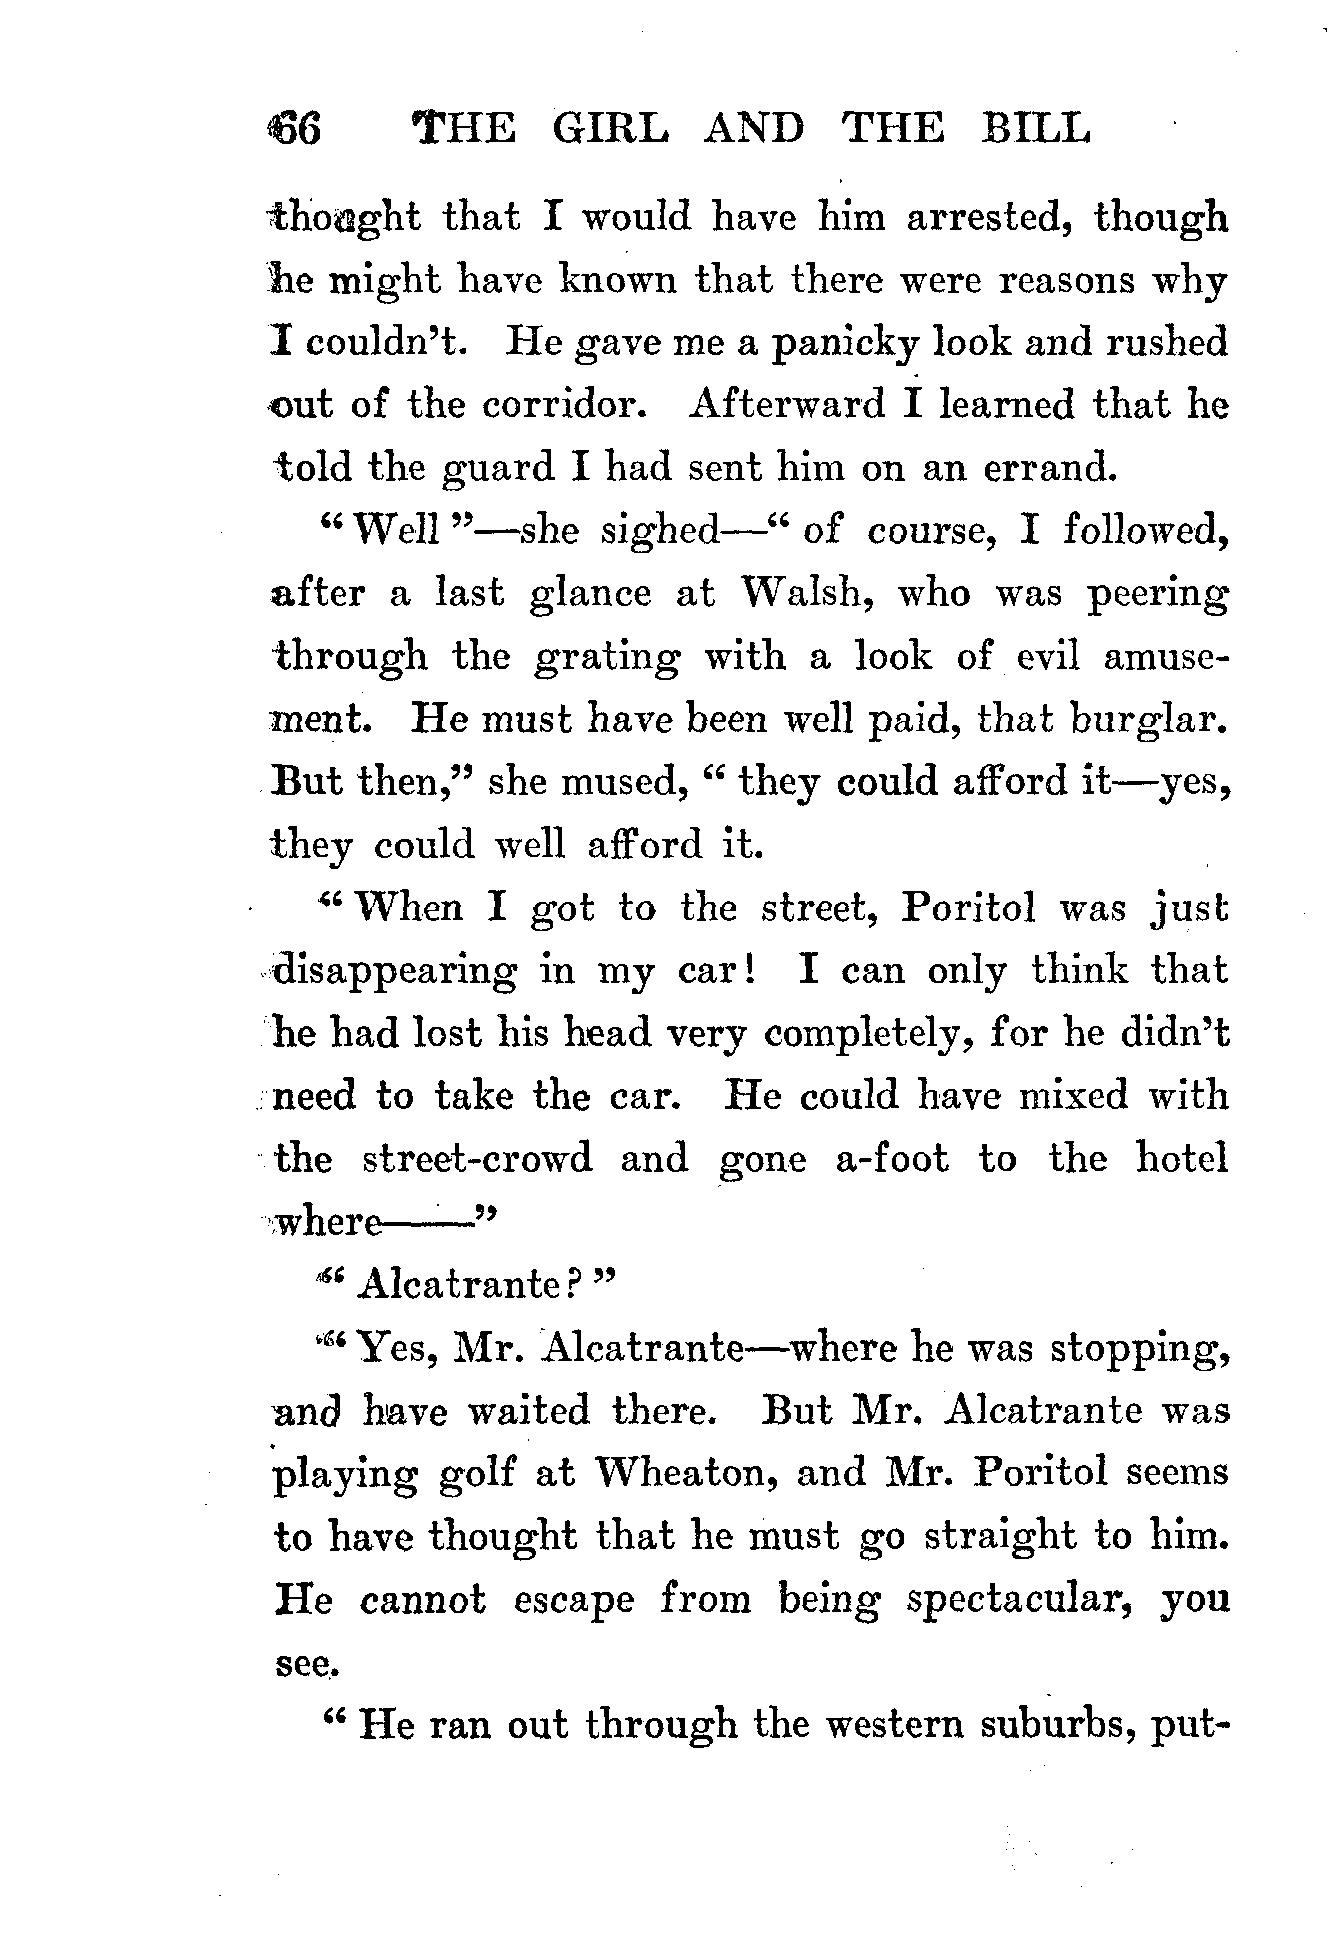 66 THE GIRL AND THE BILL
thought that I would have him arrested, though
he might have known that there were reasons why
I couldn't. He gave me a panicky look and rushed
out of the corridor. Afterward I learned that he
told the guard I had sent him on an errand.
“ Well ”—she sighed—“ of course, I followed,
after a last glance at Walsh, who was peering
through the grating with a look of evil amuse-
ment. He must have been well paid, that burglar.
But then,” she mused, “ they could afford it—yes,
they could well afford it.
“ When I got to the street, Poritol was just
disappearing in my car! I can only think that
he had lost his head very completely, for he didn't
need to take the car. He could have mixed with
the street-crowd and gone a-foot to the hotel
where——”
“ Alcatrante? ”
“ Yes, Mr. Alcatrante—where he was stopping,
and have waited there. But Mr. Alcatrante was
playing golf at Wheaton, and Mr. Poritol seems
to have thought that he must go straight to him.
He cannot escape from being spectacular, you
see.
“ He ran out through the western suburbs, put-